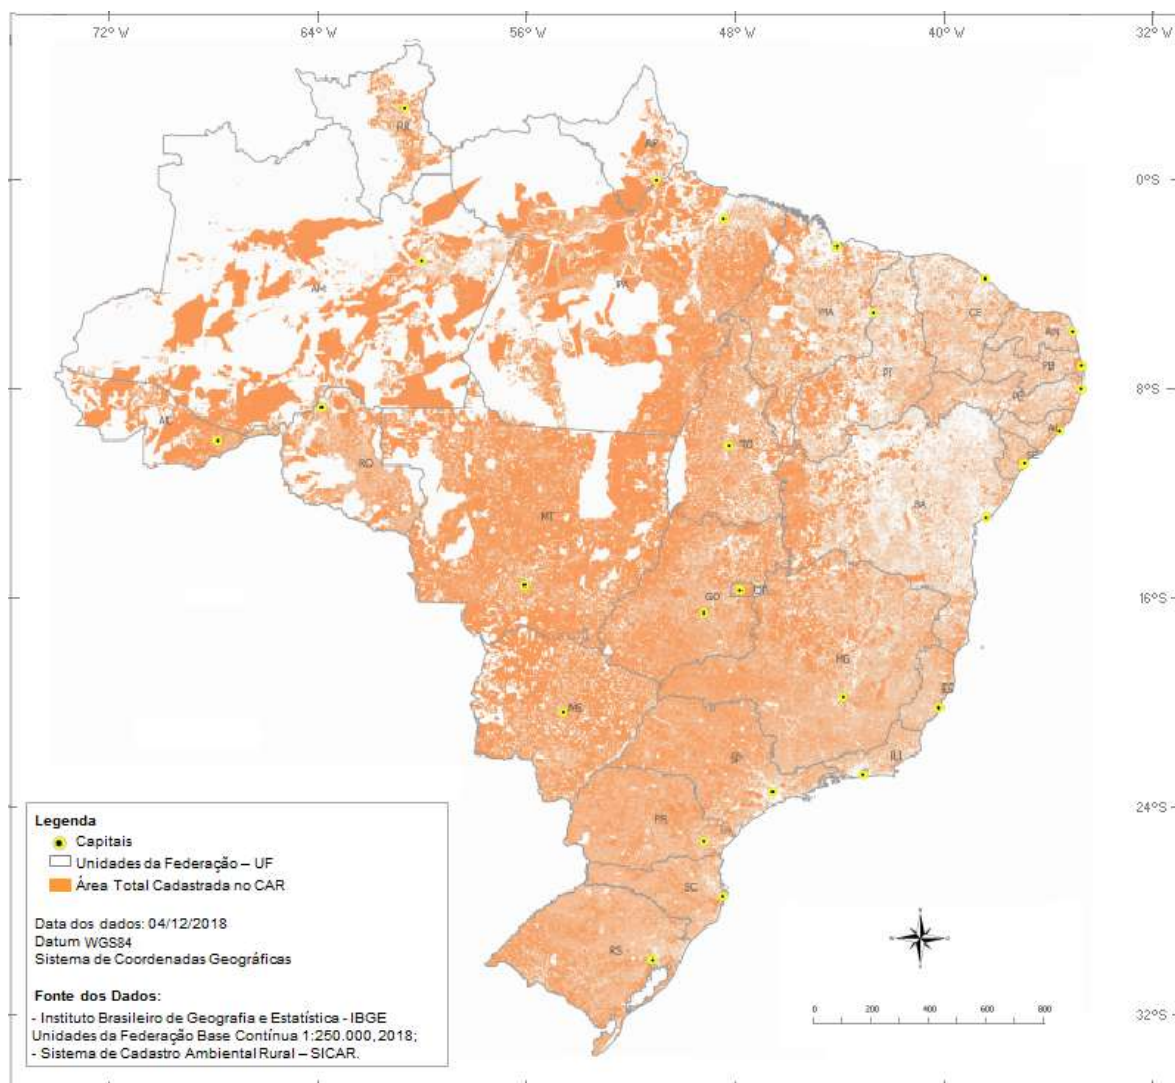 72° W 64° W 56° W 48° W 40° W 32° W
0°S
8°S
16°S
24°S
32°S
RR
AP
AM
PA
MA
CE
RN
PB
PI
PE
AC
AL
SE
TO
RO
BA
MT
DF
GO
MG
ES
MS
SP
RJ
PR
SC
RS
Legenda
Capitais
Unidades da Federação – UF
Área Total Cadastrada no CAR
Data dos dados: 04/12/2018
Datum WGS84
Sistema de Coordenadas Geográficas
Fonte dos Dados:
- Instituto Brasileiro de Geografia e Estatística - IBGE
Unidades da Federação Base Contínua 1:250.000, 2018;
- Sistema de Cadastro Ambiental Rural – SICAR.
0 200 400 600 800